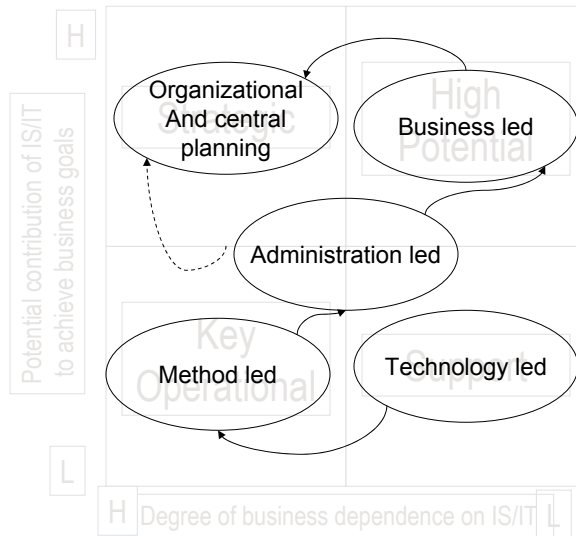 H
Potential contribution of IS/IT
to achieve business goals
L
Organizational
And central
planning
Strategic
High
Potential
Business led
Administration led
Key
Operational
Method led
Support
Technology led
H
Degree of business dependence on IS/IT
L